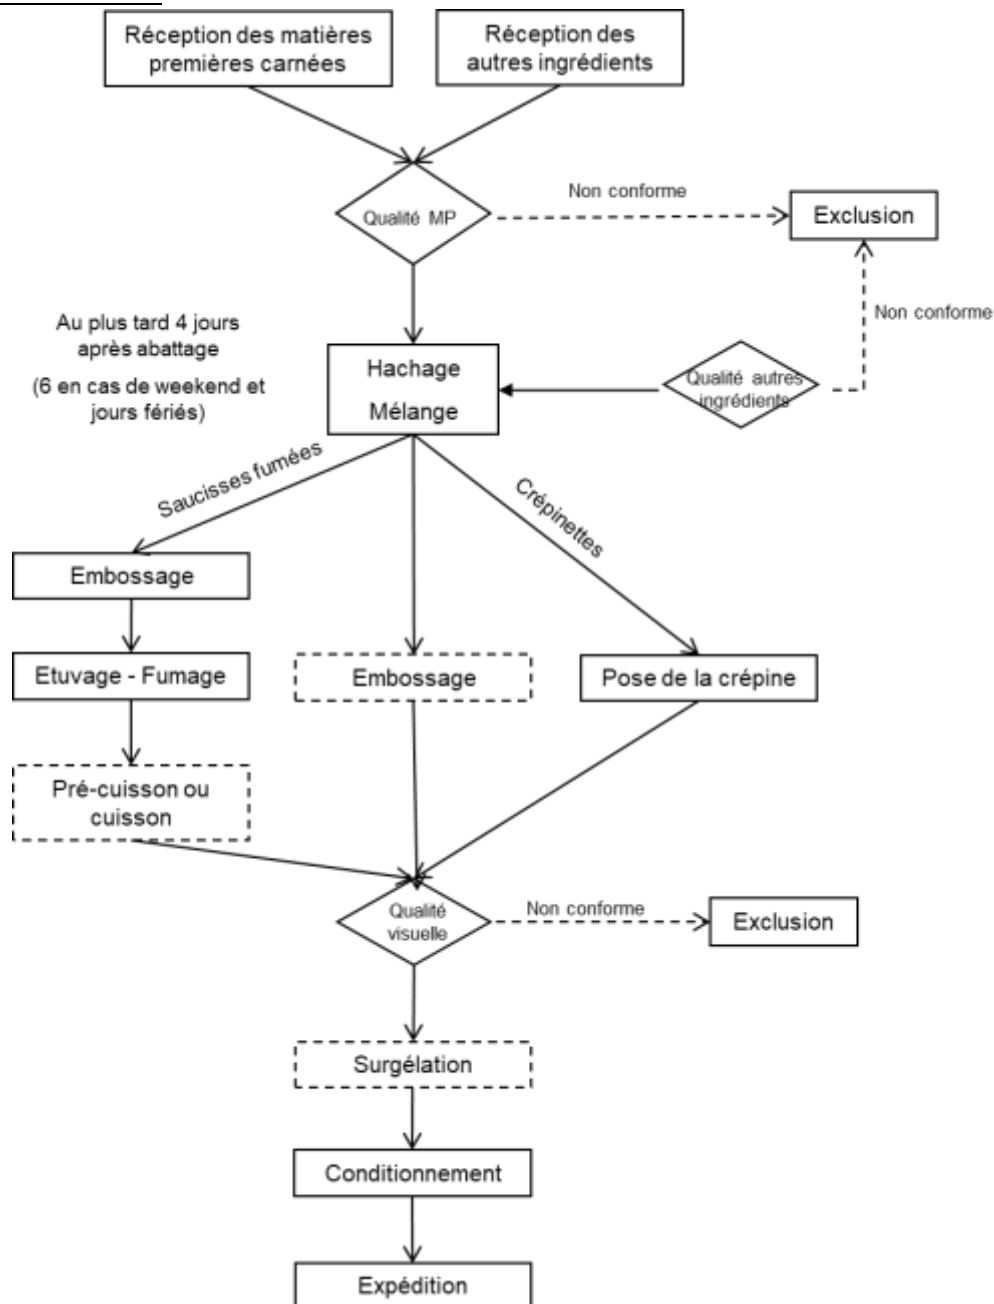 Réception des matières
premières carnées
Réception des
autres ingrédients
Non conforme
Qualité MP
Exclusion
Non conforme
Au plus tard 4 jours
après abattage
(6 en cas de weekend et
jours fériés)
Hachage
Mélange
Qualité autres
ingrédients
Saucisses fumées
Crépinettes
Embossage
Etuvage - Fumage
Embossage
Pose de la crépine
Pré-cuisson ou
cuisson
Qualité
visuelle
Non conforme
Exclusion
Surgélation
Conditionnement
Expédition